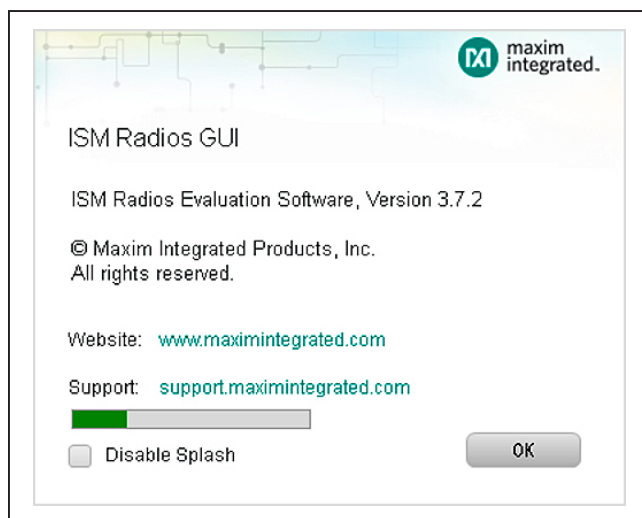 maxim
integrated™
ISM Radios GUI
ISM Radios Evaluation Software, Version 3.7.2
© Maxim Integrated Products, Inc.
All rights reserved.
Website: www.maximintegrated.com
Support: support.maximintegrated.com
Disable Splash
OK